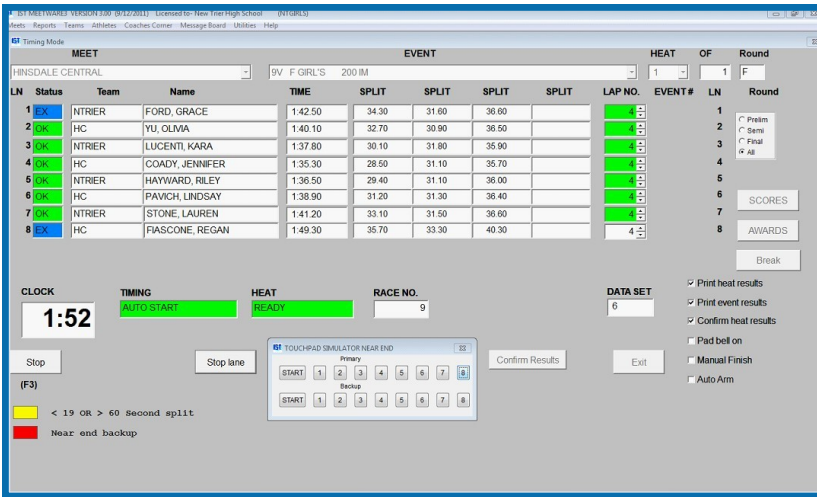 IST MEETWARE3 VERSION 3.00 (9/12/2011) Licensed to- New Trier High School (NTGIRLS)
Meets Reports Teams Athletes Coaches Corner Message Board Utilities Help
IST Timing Mode
MEET EVENT HEAT OF Round
HINSDALE CENTRAL 9V F GIRL'S 200 IM 1 1 F
LN Status Team Name TIME SPLIT SPLIT SPLIT SPLIT LAP NO. EVENT # LN Round
1 EX NTRIER FORD, GRACE 1:42.50 34.30 31.60 36.60 4 1
2 OK HC YU, OLIVIA 1:40.10 32.70 30.90 36.50 4 2
3 OK NTRIER LUCENTI, KARA 1:37.80 30.10 31.80 35.90 4 3
4 OK HC COADY, JENNIFER 1:35.30 28.50 31.10 35.70 4 4
5 OK NTRIER HAYWARD, RILEY 1:36.50 29.40 31.10 36.00 4 5
6 OK HC PAVICH, LINDSAY 1:38.90 31.20 31.30 36.40 4 6
7 OK NTRIER STONE, LAUREN 1:41.20 33.10 31.50 36.60 4 7
8 EX HC FIASCONE, REGAN 1:49.30 35.70 33.30 40.30 4 8
Prelim
Semi
Final
All
SCORES
AWARDS
Break
CLOCK TIMING HEAT RACE NO. DATA SET
1:52 AUTO START READY 9 6
Print heat results
Print event results
Confirm heat results
Pad bell on
Manual Finish
Auto Arm
Stop Stop lane Confirm Results Exit
(F3)
IST TOUCHPAD SIMULATOR NEAR END
Primary
START 1 2 3 4 5 6 7 8
Backup
START 1 2 3 4 5 6 7 8
< 19 OR > 60 Second split
Near end backup